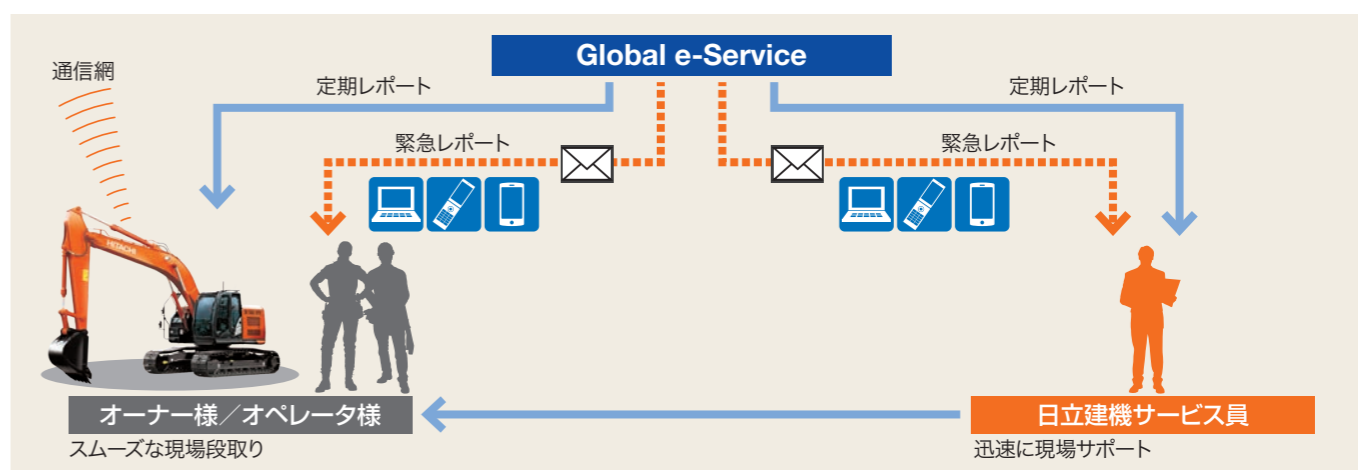 Global e-Service
通信網
定期レポート
定期レポート
緊急レポート
緊急レポート
HITACHI
オーナー様／オペレータ様
日立建機サービス員
スムーズな現場段取り
迅速に現場サポート